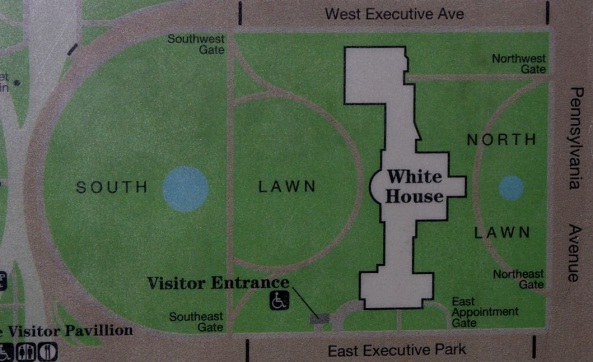 West Executive Ave
Southwest
Gate
Northwest
Gate
Pennsylvania Avenue
NORTH
LAWN
SOUTH LAWN
White
House
Visitor Entrance
Northeast
Gate
East
Appointment
Gate
Southeast
Gate
Visitor Pavillion
East Executive Park